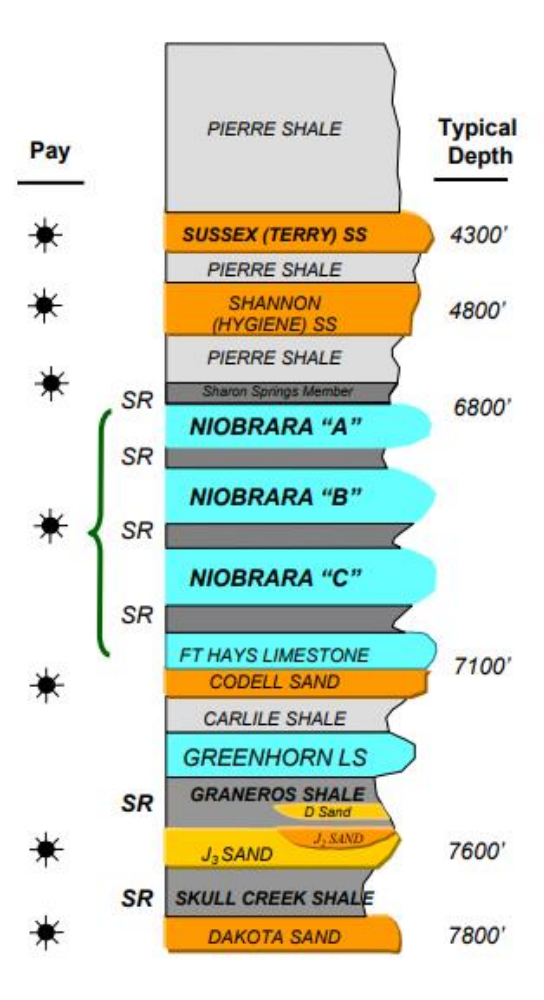 Pay
Typical
Depth
PIERRE SHALE
SUSSEX (TERRY) SS
4300’
PIERRE SHALE
SHANNON
(HYGIENE) SS
4800’
PIERRE SHALE
Sharon Springs Member
SR
6800’
NIOBRARA “A”
SR
NIOBRARA “B”
SR
NIOBRARA “C”
SR
FT HAYS LIMESTONE
7100’
CODELL SAND
CARLILE SHALE
GREENHORN LS
GRANEROS SHALE
SR
D Sand
J2 SAND
J3 SAND
7600’
SR
SKULL CREEK SHALE
DAKOTA SAND
7800’